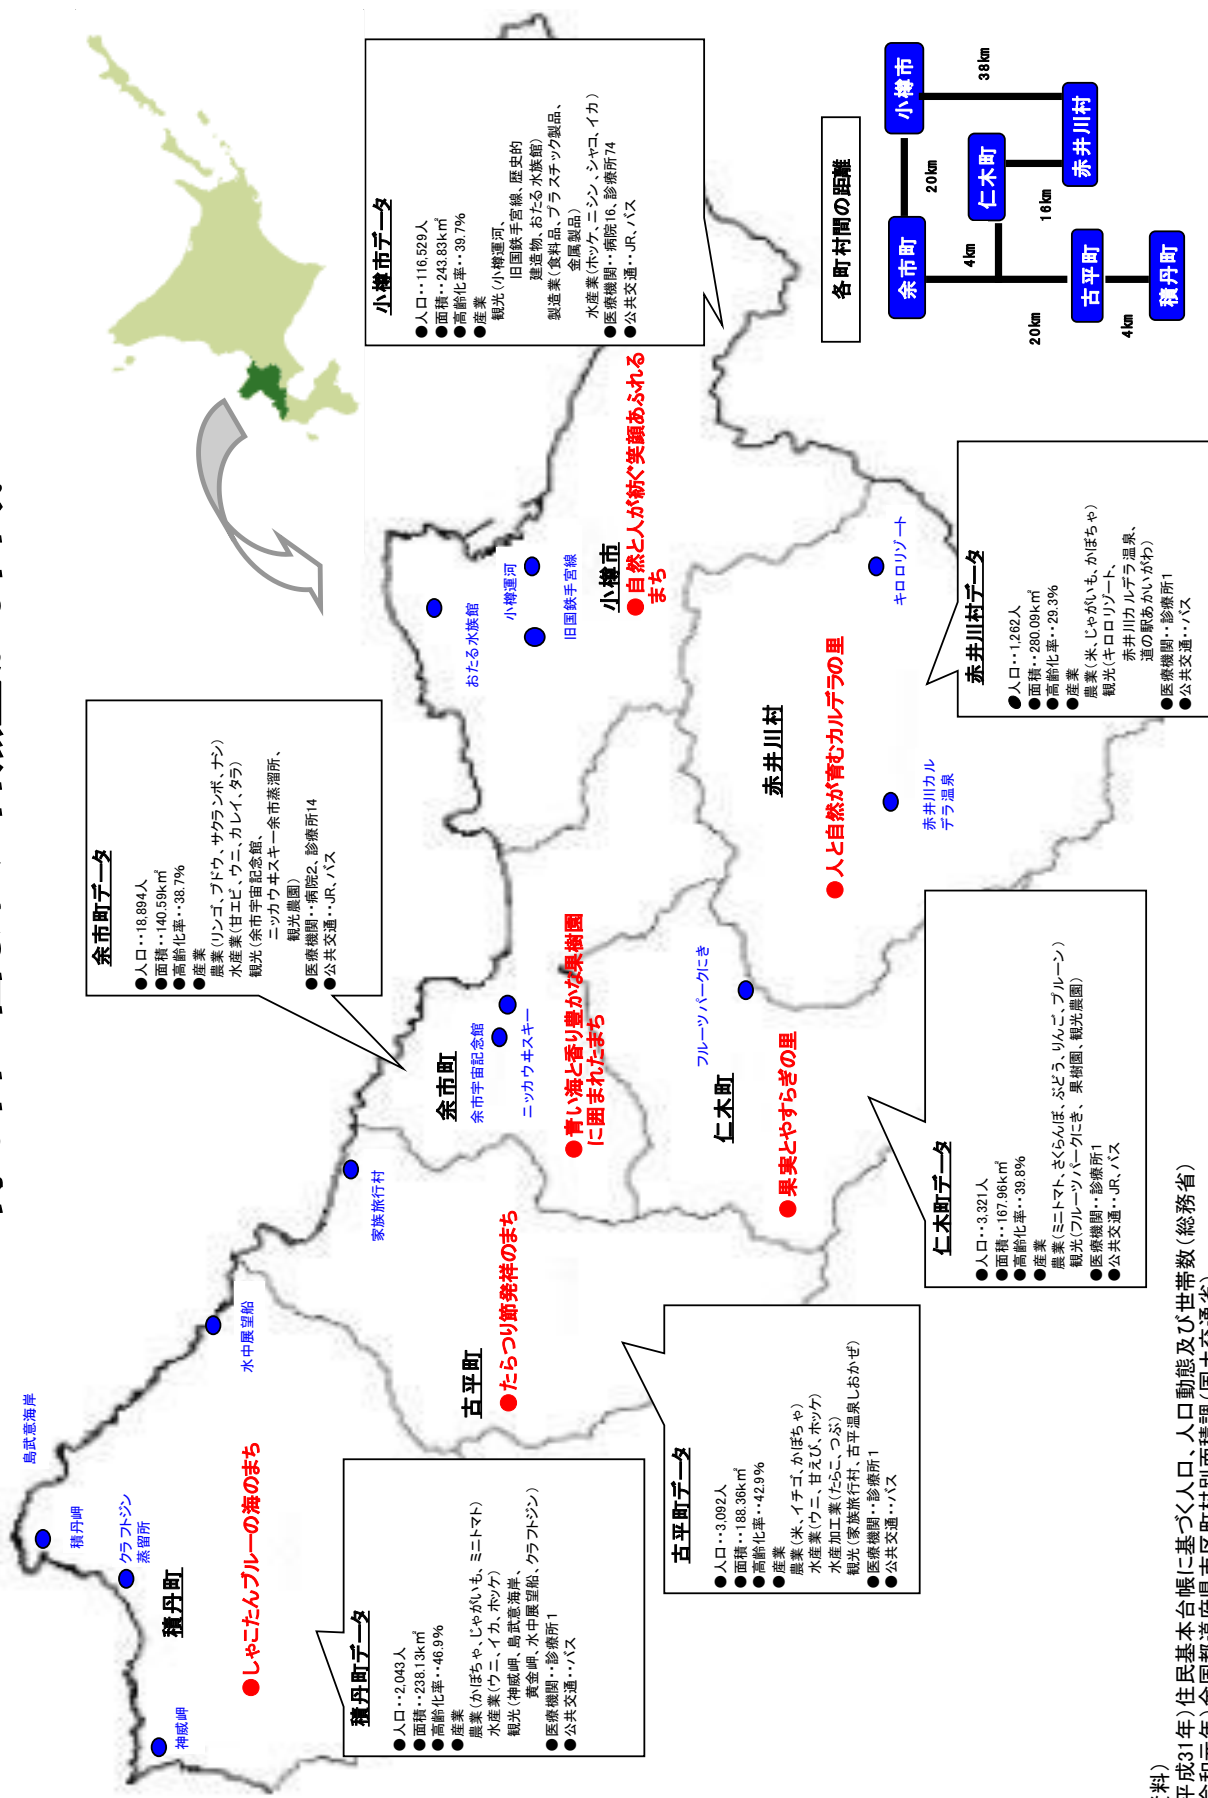 積丹町データ
●人口‥2,043人
●面積‥238.13k㎡
●高齢化率‥46.9%
●産業
農業(かぼちゃ、じゃがいも、ミニトマト)
水産業(ウニ、イカ、ホッケ)
観光(神威岬、島武意海岸、
黄金岬、水中展望船、クラフトジン)
●医療機関‥診療所1
●公共交通‥バス
神威岬
積丹岬
島武意海岸
クラフトジン
蒸留所
積丹町
●しゃこたんブルーの海のまち
水中展望船
古平町
●たらつり節発祥のまち
家族旅行村
古平町データ
●人口‥3,092人
●面積‥188.36k㎡
●高齢化率‥42.9%
●産業
農業(米、イチゴ、かぼちゃ)
水産業(ウニ、甘えび、ホッケ)
水産加工業(たらこ、つぶ)
観光(家族旅行村、古平温泉しおかぜ)
●医療機関‥診療所1
●公共交通‥バス
余市町データ
●人口‥18,894人
●面積‥140.59k㎡
●高齢化率‥38.7%
●産業
農業(リンゴ、ブドウ、サクランボ、ナシ)
水産業(甘エビ、ウニ、カレイ、タラ)
観光(余市宇宙記念館、
ニッカウヰスキー余市蒸溜所、
観光農園)
●医療機関‥病院2、診療所14
●公共交通‥JR、バス
余市町
余市宇宙記念館
ニッカウヰスキー
●青い海と香り豊かな果樹園
に囲まれたまち
フルーツパークにき
仁木町
●果実とやすらぎの里
仁木町データ
●人口‥3,321人
●面積‥167.96k㎡
●高齢化率‥39.8%
●産業
農業(ミニトマト、さくらんぼ、ぶどう、りんご、プルーン)
観光(フルーツパークにき、果樹園、観光農園)
●医療機関‥診療所1
●公共交通‥JR、バス
小樽市データ
●人口‥116,529人
●面積‥243.83k㎡
●高齢化率‥39.7%
●産業
観光(小樽運河、
旧国鉄手宮線、歴史的
建造物、おたる水族館)
製造業(食料品、プラスチック製品、
金属製品)
水産業(ホッケ、ニシン、シャコ、イカ)
●医療機関‥病院16、診療所74
●公共交通‥JR、バス
おたる水族館
小樽運河
旧国鉄手宮線
小樽市
●自然と人が紡ぐ笑顔あふれる
まち
赤井川村
●人と自然が育むカルデラの里
キロロリゾート
赤井川カル
デラ温泉
赤井川村データ
●人口‥1,262人
●面積‥280.09k㎡
●高齢化率‥29.3%
●産業
農業(米、じゃがいも、かぼちゃ)
観光(キロロリゾート、
赤井川カルデラ温泉、
道の駅あかいがわ)
●医療機関‥診療所1
●公共交通‥バス
各町村間の距離
余市町
20km
小樽市
4km
仁木町
38km
16km
赤井川村
20km
古平町
4km
積丹町
平成31年)住民基本台帳に基づく人口、人口動態及び世帯数(総務省)